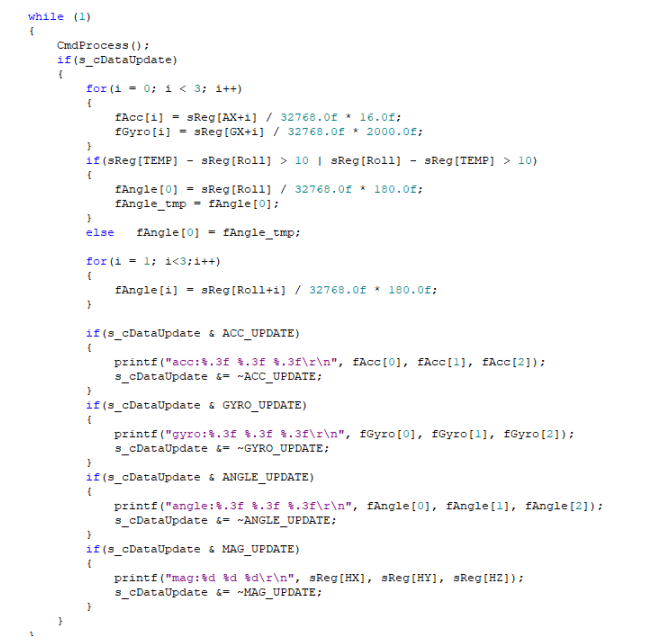 while (1)
{
    CmdProcess();
    if(s_cDataUpdate)
    {
        for(i = 0; i < 3; i++)
        {
            fAcc[i] = sReg[AX+i] / 32768.0f * 16.0f;
            fGyro[i] = sReg[GX+i] / 32768.0f * 2000.0f;
        }
        if(sReg[TEMP] - sReg[Roll] > 10 | sReg[Roll] - sReg[TEMP] > 10)
        {
            fAngle[0] = sReg[Roll] / 32768.0f * 180.0f;
            fAngle_tmp = fAngle[0];
        }
        else   fAngle[0] = fAngle_tmp;

        for(i = 1; i<3;i++)
        {
            fAngle[i] = sReg[Roll+i] / 32768.0f * 180.0f;
        }

        if(s_cDataUpdate & ACC_UPDATE)
        {
            printf("acc:%.3f %.3f %.3f\r\n", fAcc[0], fAcc[1], fAcc[2]);
            s_cDataUpdate &= ~ACC_UPDATE;
        }
        if(s_cDataUpdate & GYRO_UPDATE)
        {
            printf("gyro:%.3f %.3f %.3f\r\n", fGyro[0], fGyro[1], fGyro[2]);
            s_cDataUpdate &= ~GYRO_UPDATE;
        }
        if(s_cDataUpdate & ANGLE_UPDATE)
        {
            printf("angle:%.3f %.3f %.3f\r\n", fAngle[0], fAngle[1], fAngle[2]);
            s_cDataUpdate &= ~ANGLE_UPDATE;
        }
        if(s_cDataUpdate & MAG_UPDATE)
        {
            printf("mag:%d %d %d\r\n", sReg[HX], sReg[HY], sReg[HZ]);
            s_cDataUpdate &= ~MAG_UPDATE;
        }
    }
}